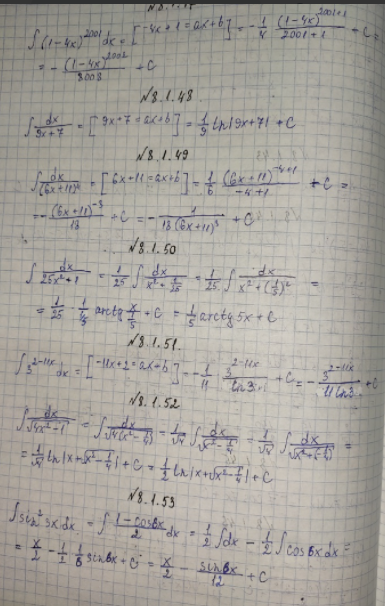 №8.1.47
∫(1-4x)^2001 dx = [-4x+1=ax+b] = -1/4 (1-4x)^(2001+1)/(2001+1) + C =
= -(1-4x)^2002/8008 + C
№8.1.48
∫dx/(9x+7) = [9x+7=ax+b] = 1/9 ln|9x+7| + C
№8.1.49
∫dx/(6x+11)^4 = [6x+11=ax+b] = 1/6 (6x+11)^(-4+1)/(-4+1) + C =
= -(6x+11)^(-3)/18 + C = -1/(18(6x+11)^3) + C
№8.1.50
∫dx/(25x²+1) = 1/25 ∫dx/(x²+1/25) = 1/25 ∫dx/(x²+(1/5)²) =
= 1/25 · 1/(1/5) arctg x/(1/5) + C = 1/5 arctg 5x + C
№8.1.51
∫3^(2-11x) dx = [-11x+2=ax+b] = -1/11 · 3^(2-11x)/ln3 + C = -3^(2-11x)/(11 ln3) + C
№8.1.52
∫dx/√(4x²-1) = ∫dx/√(4(x²-1/4)) = 1/√4 ∫dx/√(x²-1/4) = 1/√4 ∫dx/√(x²+(-1/4)) =
= 1/√4 ln|x+√(x²-1/4)| + C = 1/2 ln|x+√(x²-1/4)| + C
№8.1.53
∫sin²3x dx = ∫(1-cos6x)/2 dx = 1/2 ∫dx - 1/2 ∫cos6x dx =
= x/2 - 1/2 · 1/6 sin6x + C = x/2 - sin6x/12 + C